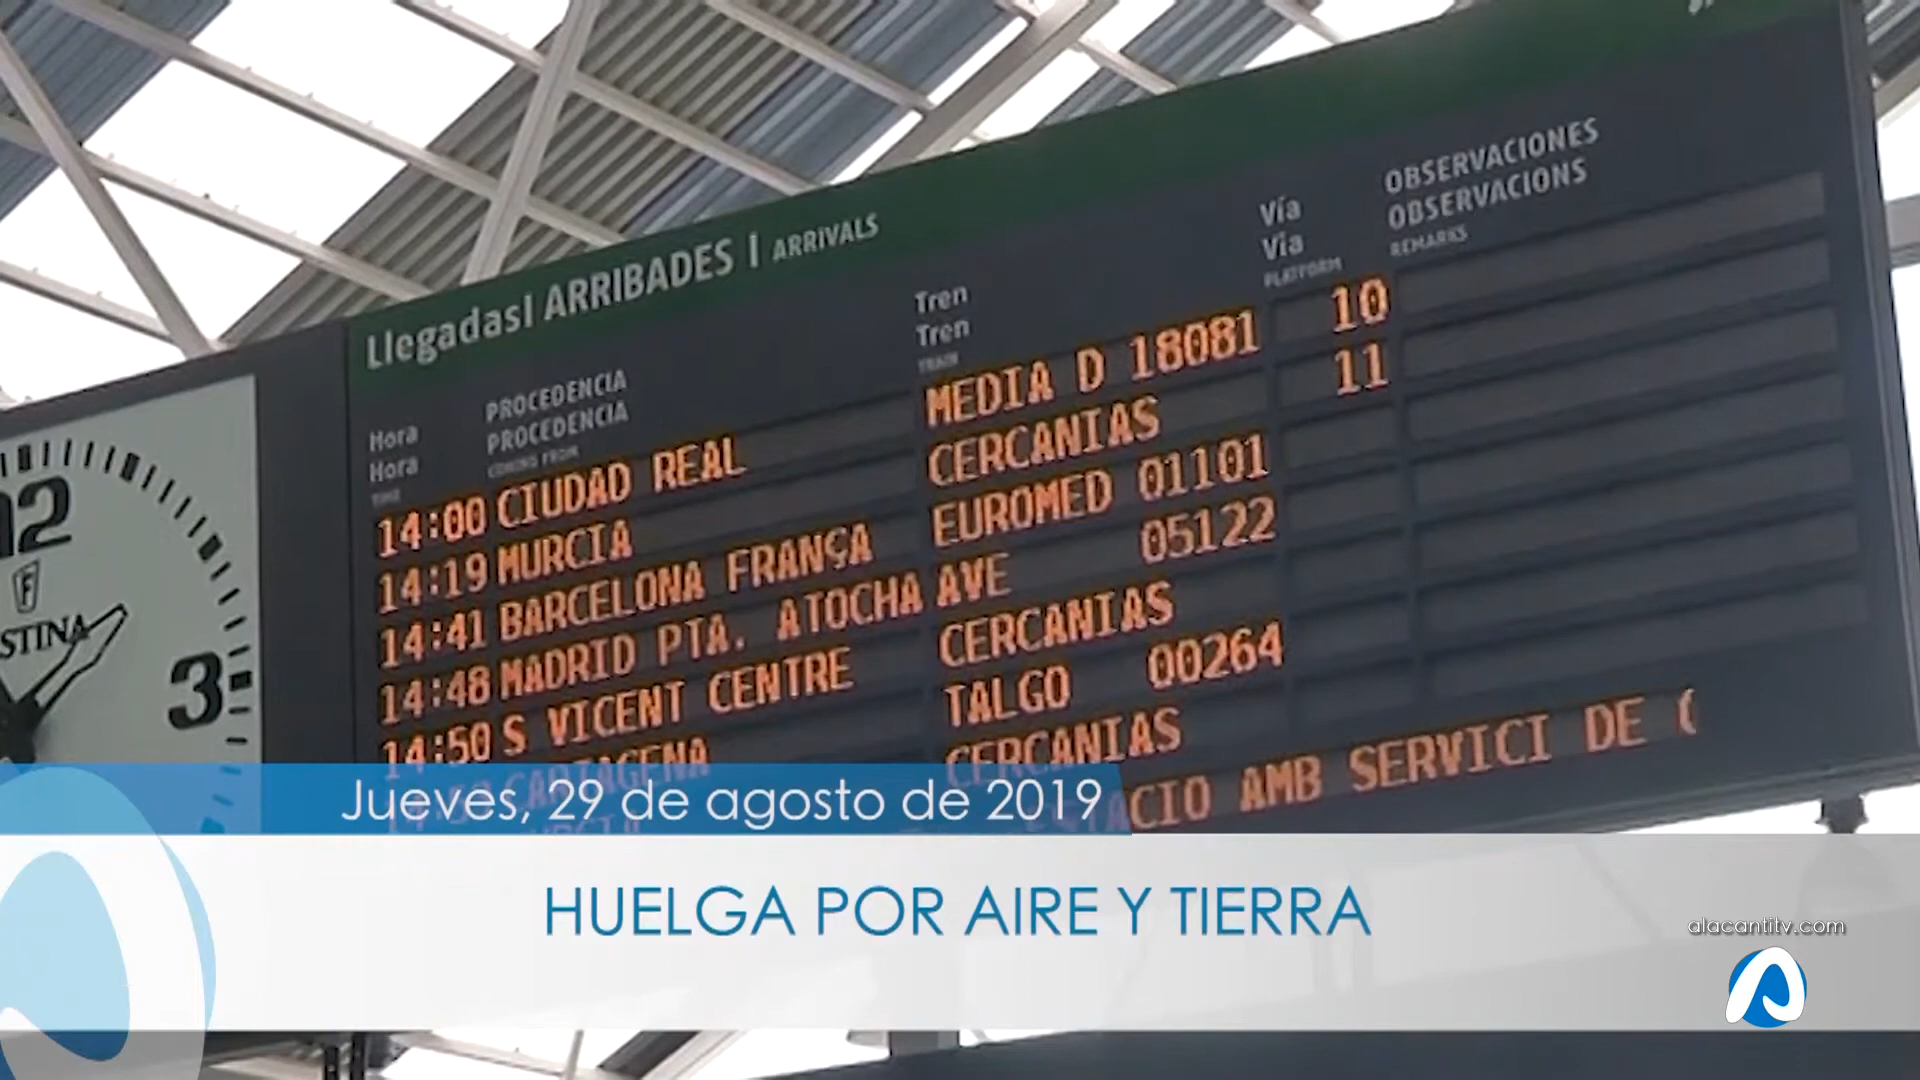 Llegadas| ARRIBADES | ARRIVALS
Hora PROCEDENCIA Tren Vía OBSERVACIONES
Hora PROCEDENCIA Tren Via OBSERVACIONS
TIME COMING FROM TRAIN PLATFORM REMARKS
14:00 CIUDAD REAL MEDIA D 18081 10
14:19 MURCIA CERCANIAS 11
14:41 BARCELONA FRANÇA EUROMED 01101
14:48 MADRID PTA. ATOCHA AVE 05122
14:50 S VICENT CENTRE CERCANIAS
CARTAGENA TALGO 00264
CERCANIAS
CIO AMB SERVICI DE (
12
F
STINA
3
Jueves, 29 de agosto de 2019
HUELGA POR AIRE Y TIERRA
alacantitv.com